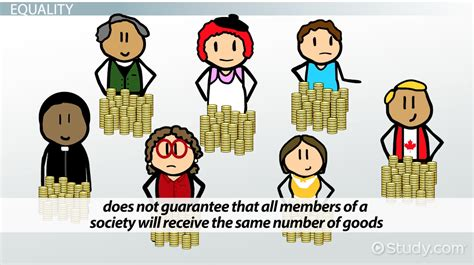 EQUALITY
does not guarantee that all members of a
society will receive the same number of goods
Study.com